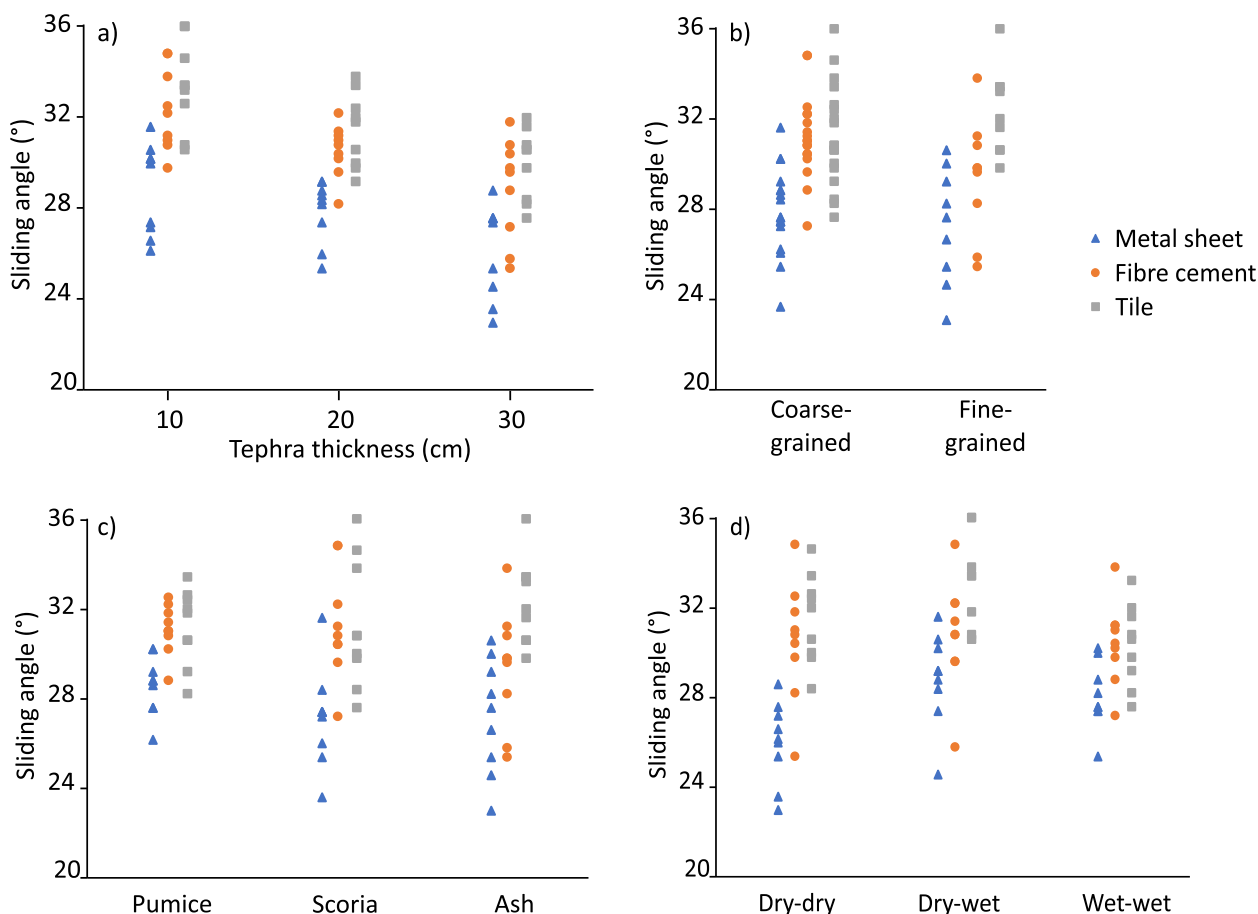 a)
36
32
28
24
20
Sliding angle (°)
10 20 30
Tephra thickness (cm)
b)
36
32
28
24
20
Sliding angle (°)
Coarse-
grained
Fine-
grained
Metal sheet
Fibre cement
Tile
c)
36
32
28
24
20
Sliding angle (°)
Pumice Scoria Ash
d)
36
32
28
24
20
Sliding angle (°)
Dry-dry Dry-wet Wet-wet